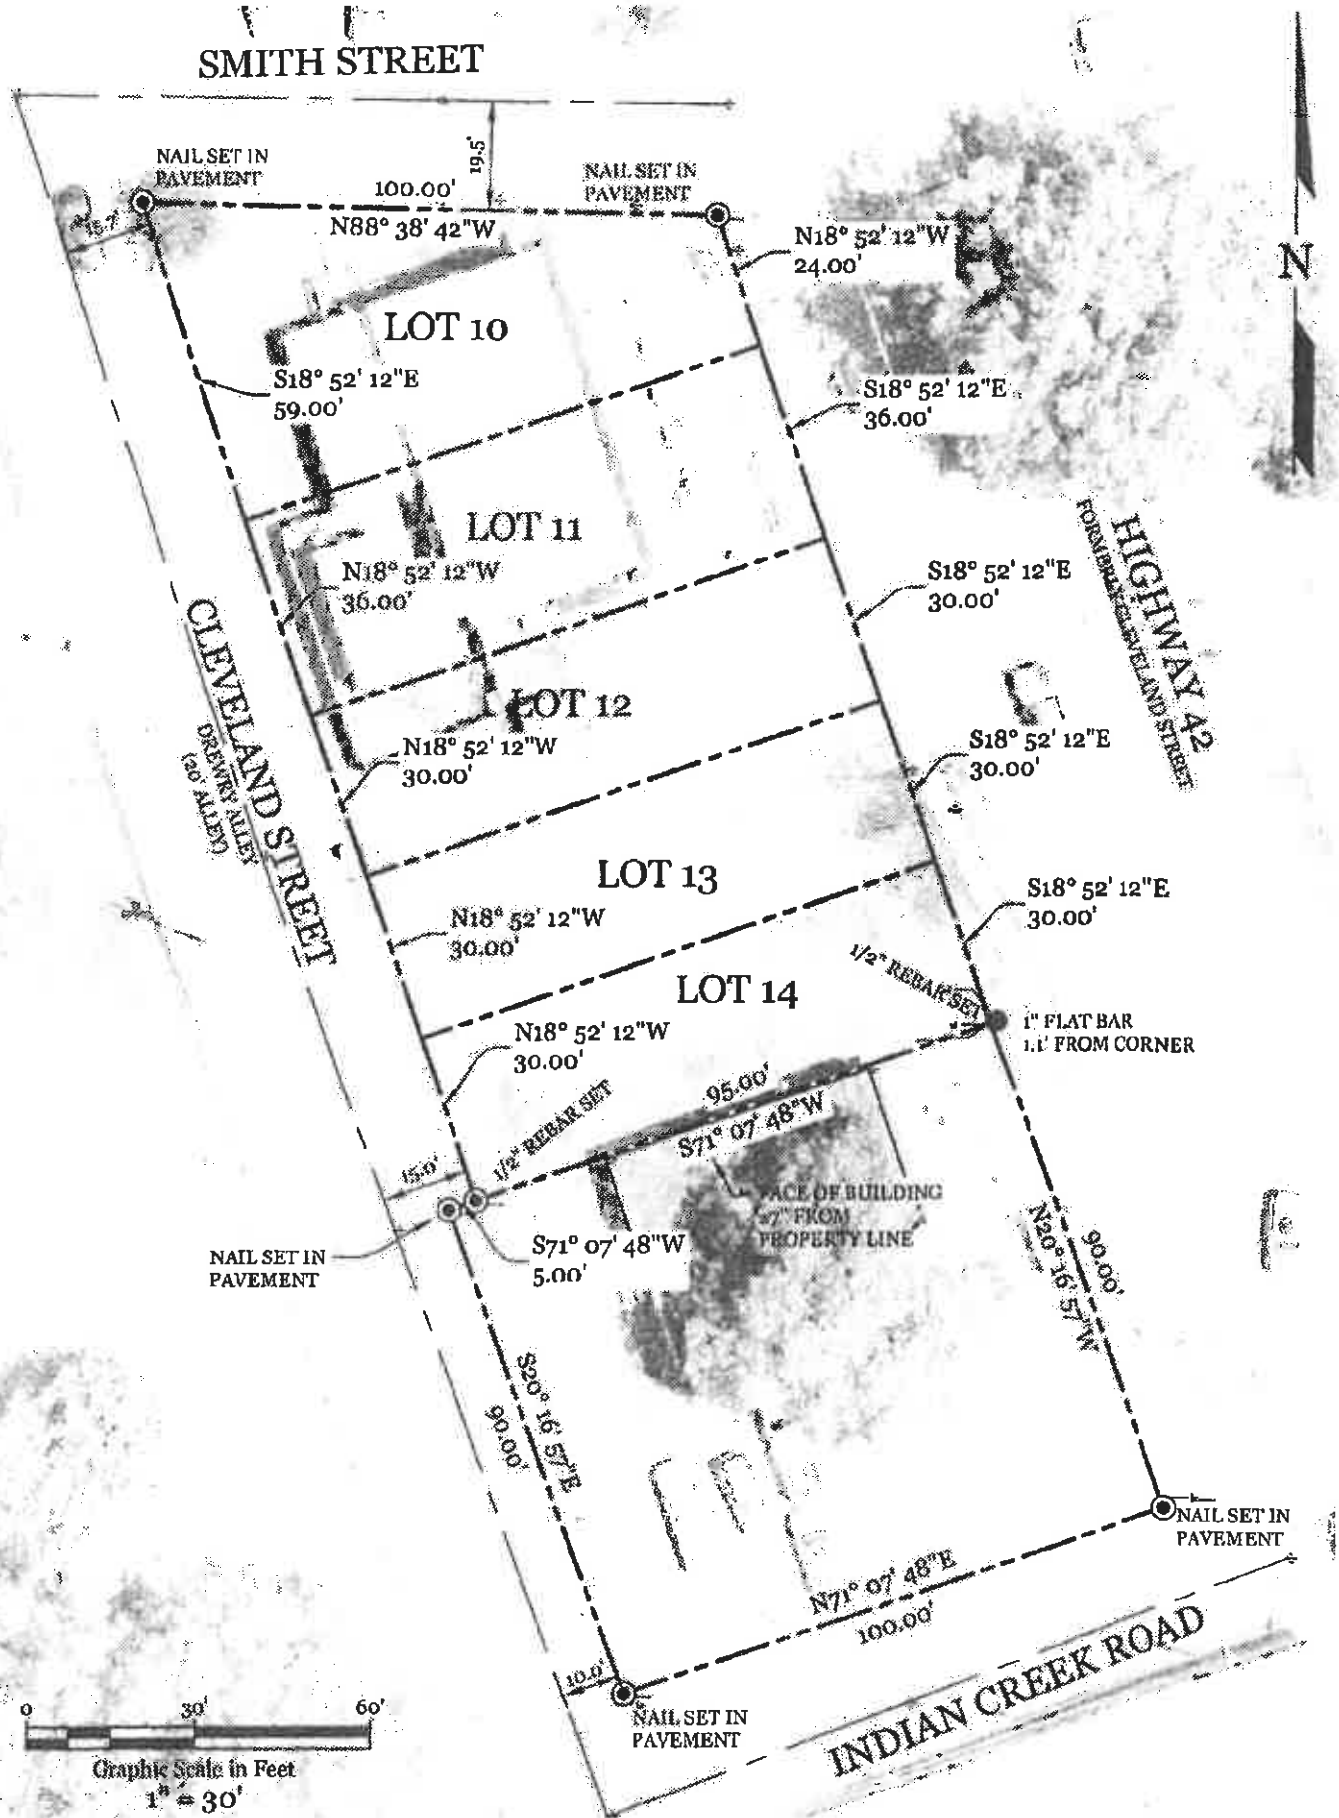 SMITH STREET
NAIL SET IN
PAVEMENT
19.5'
NAIL SET IN
PAVEMENT
100.00'
N88° 38' 42"W
15.7'
N18° 52' 12"W
24.00'
N
LOT 10
S18° 52' 12"E
59.00'
S18° 52' 12"E
36.00'
LOT 11
N18° 52' 12"W
36.00'
HIGHWAY 42
FORMERLY CLEVELAND STREET
S18° 52' 12"E
30.00'
CLEVELAND STREET
DREWRY ALLEY
(20' ALLEY)
LOT 12
N18° 52' 12"W
30.00'
S18° 52' 12"E
30.00'
LOT 13
N18° 52' 12"W
30.00'
S18° 52' 12"E
30.00'
LOT 14
1/2" REBAR SET
1" FLAT BAR
1.1' FROM CORNER
N18° 52' 12"W
30.00'
95.00'
S71° 07' 48"W
1/2" REBAR SET
15.0'
FACE OF BUILDING
27" FROM
PROPERTY LINE
NAIL SET IN
PAVEMENT
S71° 07' 48"W
5.00'
90.00'
N20° 16' 57"W
S20° 16' 57"E
90.00'
NAIL SET IN
PAVEMENT
N71° 07' 48"E
100.00'
10.0'
NAIL SET IN
PAVEMENT
INDIAN CREEK ROAD
0 30' 60'
Graphic Scale in Feet
1" = 30'